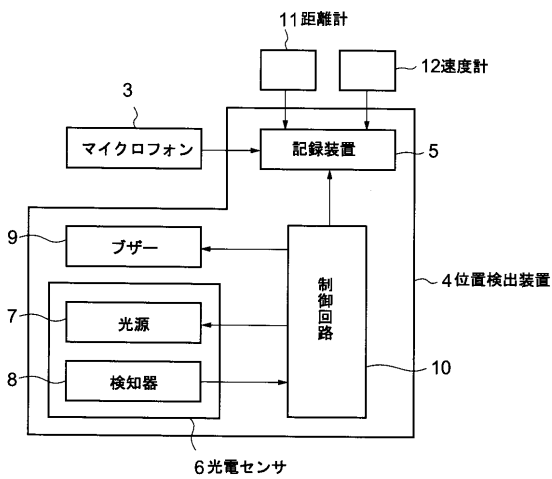 11距離計
12速度計
3
マイクロフォン
記録装置
5
9
ブザー
制御回路
4位置検出装置
7
光源
8
検知器
10
6光電センサ